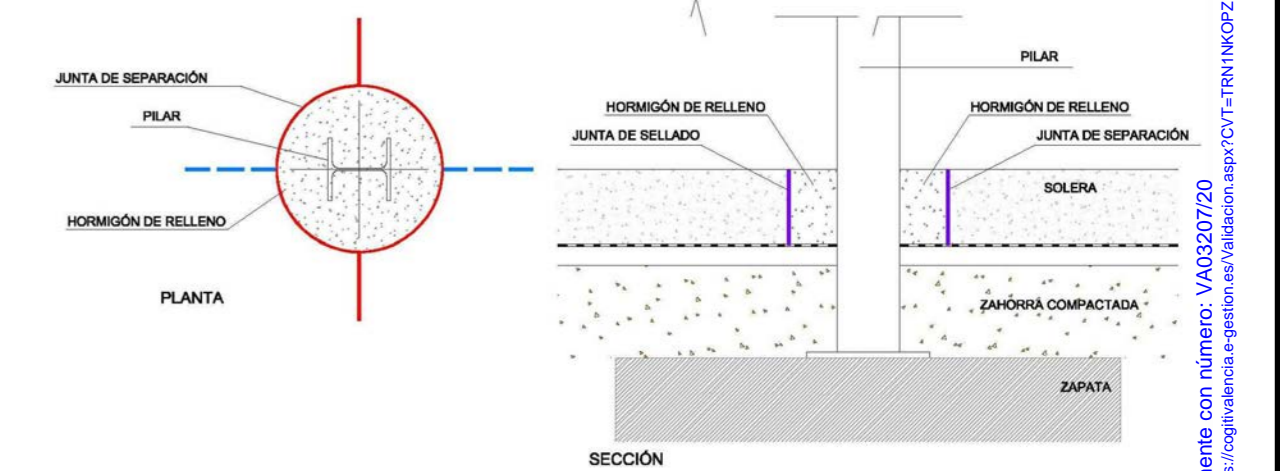 JUNTA DE SEPARACIÓN
PILAR
HORMIGÓN DE RELLENO
PLANTA
PILAR
HORMIGÓN DE RELLENO
HORMIGÓN DE RELLENO
JUNTA DE SELLADO
JUNTA DE SEPARACIÓN
SOLERA
ZAHORRA COMPACTADA
ZAPATA
SECCIÓN
con número: VA03207/20
://cogitivalencia.e-gestion.es/Validacion.aspx?CVT=TRN1NKOPZ